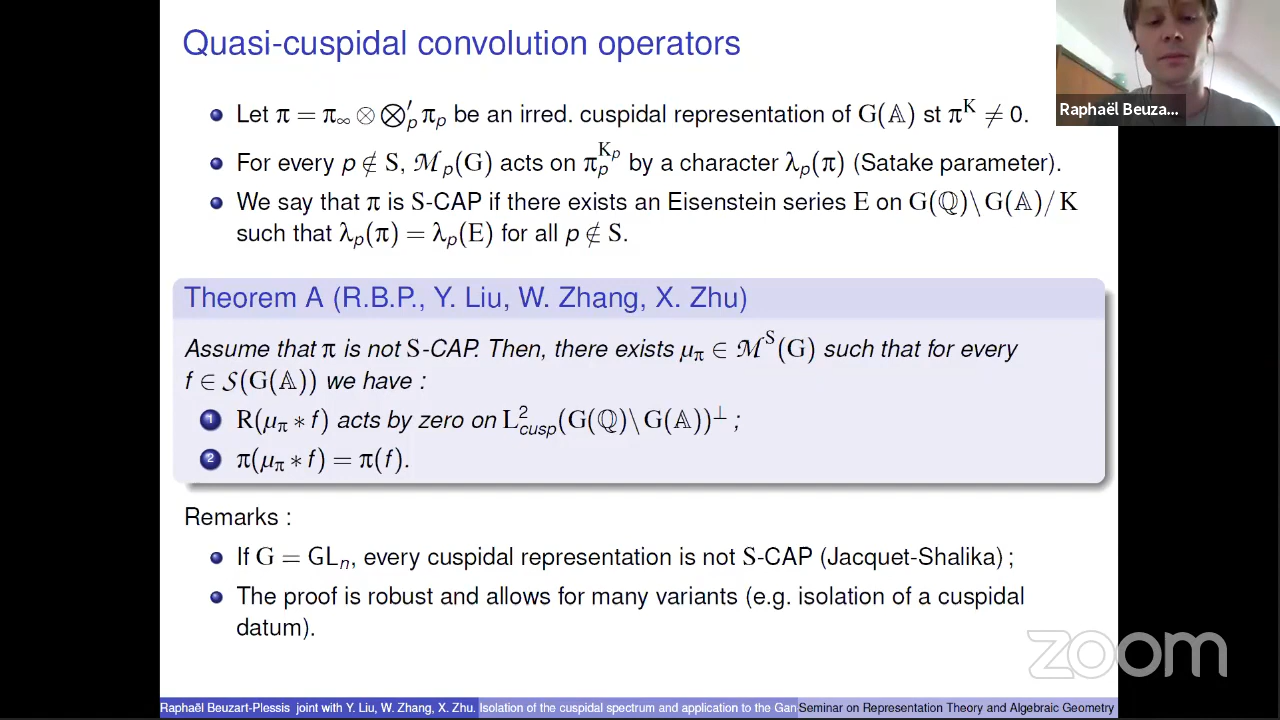 Quasi-cuspidal convolution operators
Let π = π∞ ⊗ ⊗′p πp be an irred. cuspidal representation of G(𝔸) st π^K ≠ 0.
For every p ∉ S, ℳp(G) acts on πp^Kp by a character λp(π) (Satake parameter).
We say that π is S-CAP if there exists an Eisenstein series E on G(ℚ)\G(𝔸)/K
such that λp(π) = λp(E) for all p ∉ S.
Theorem A (R.B.P., Y. Liu, W. Zhang, X. Zhu)
Assume that π is not S-CAP. Then, there exists μπ ∈ ℳ^S(G) such that for every
f ∈ 𝒮(G(𝔸)) we have :
1 R(μπ * f) acts by zero on L²cusp(G(ℚ)\G(𝔸))^⊥ ;
2 π(μπ * f) = π(f).
Remarks :
If G = GLn, every cuspidal representation is not S-CAP (Jacquet-Shalika) ;
The proof is robust and allows for many variants (e.g. isolation of a cuspidal
datum).
Raphaël Beuzart-Plessis joint with Y. Liu, W. Zhang, X. Zhu. Isolation of the cuspidal spectrum and application to the Gan Seminar on Representation Theory and Algebraic Geometry
Raphaël Beuza...
zoom